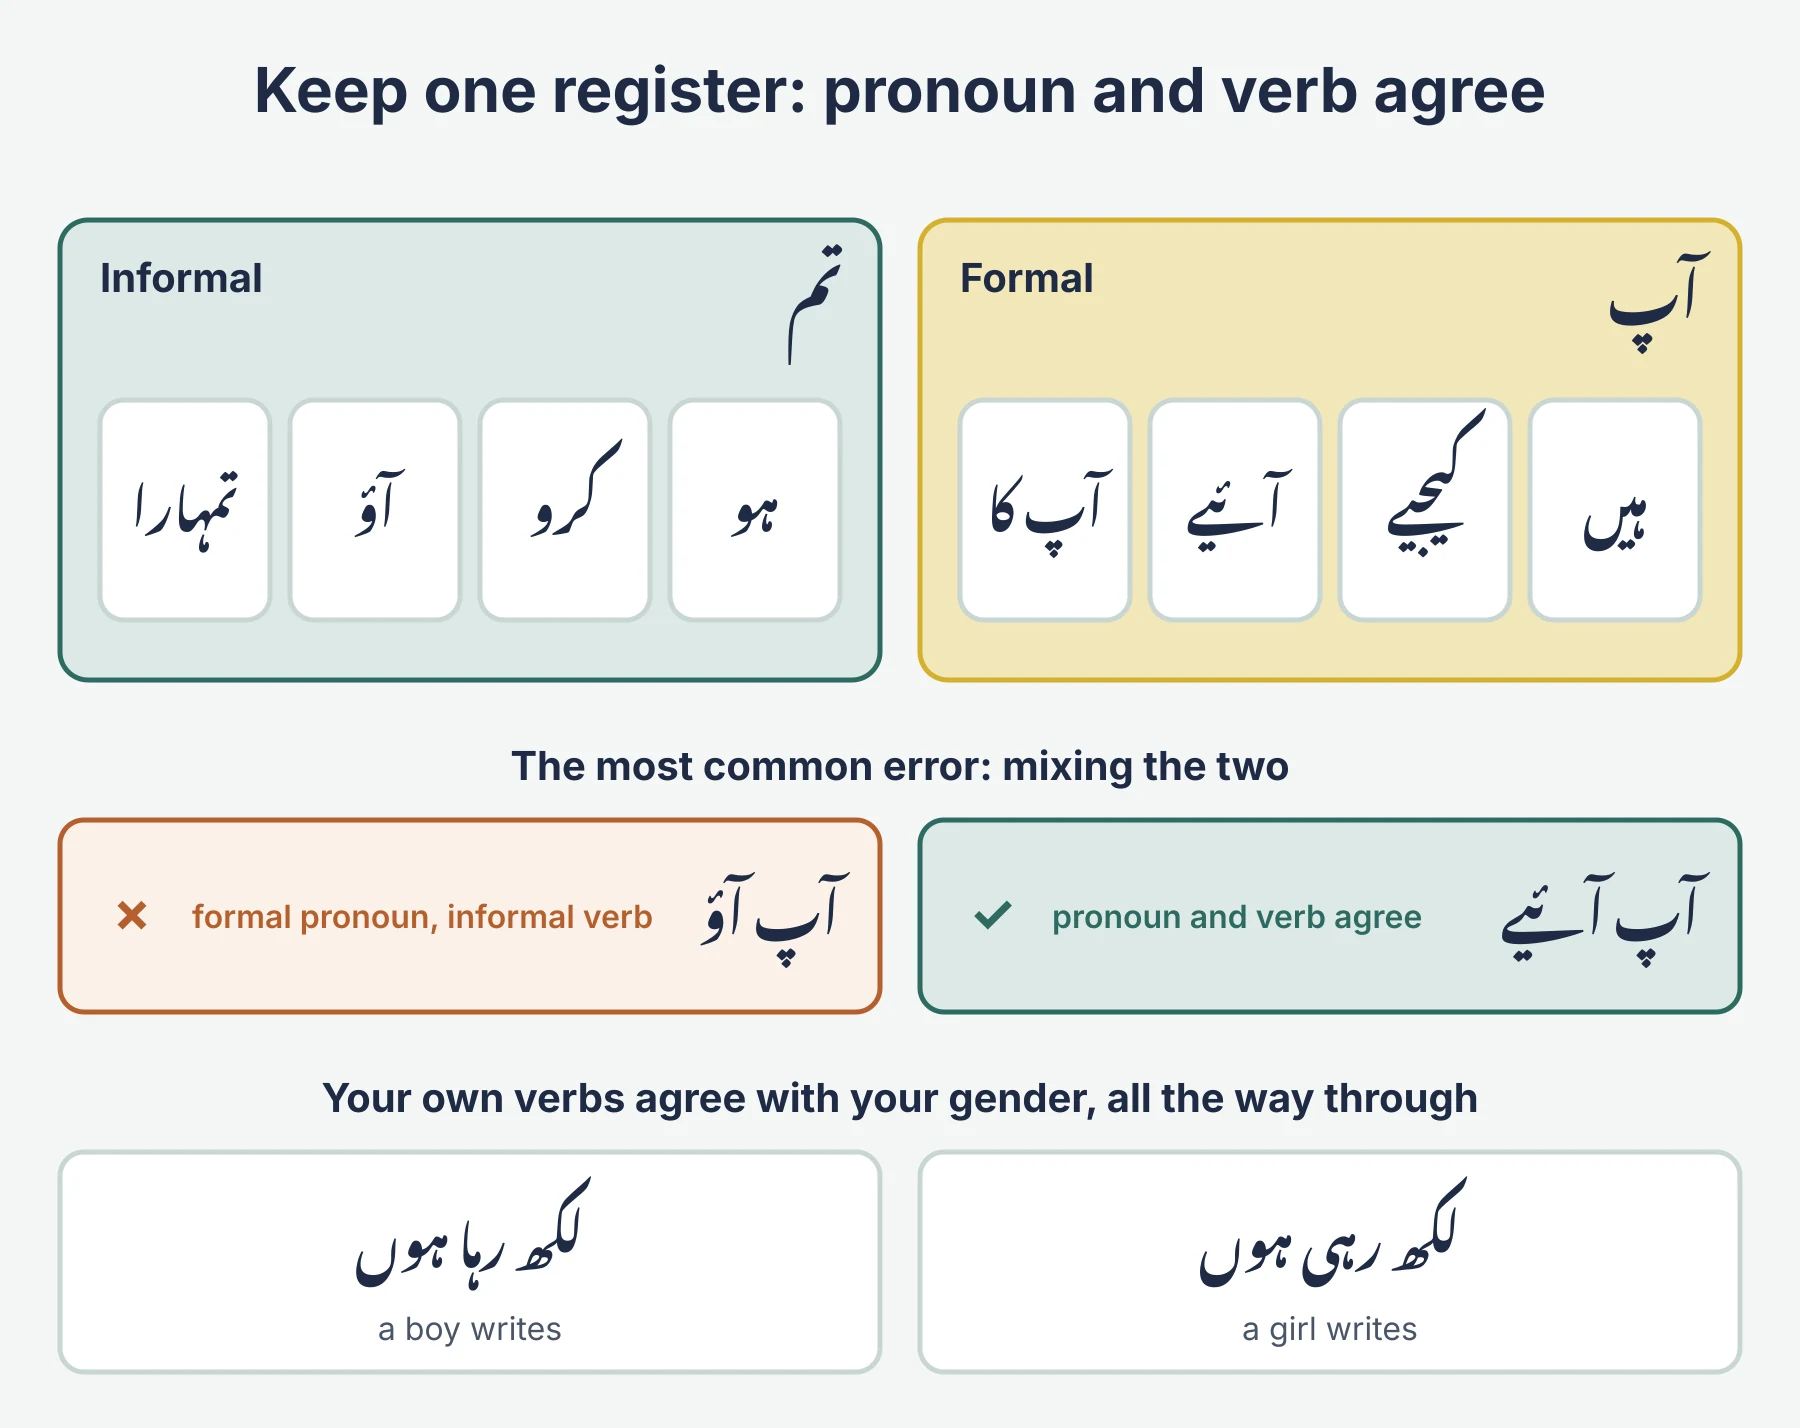 Keep one register: pronoun and verb agree
Informal
تم
ہو
کرو
آؤ
تمہارا
Formal
آپ
ہیں
کیجیے
آئیے
آپ کا
The most common error: mixing the two
formal pronoun, informal verb
آپ آؤ
pronoun and verb agree
آپ آئیے
Your own verbs agree with your gender, all the way through
لکھ رہا ہوں
a boy writes
لکھ رہی ہوں
a girl writes